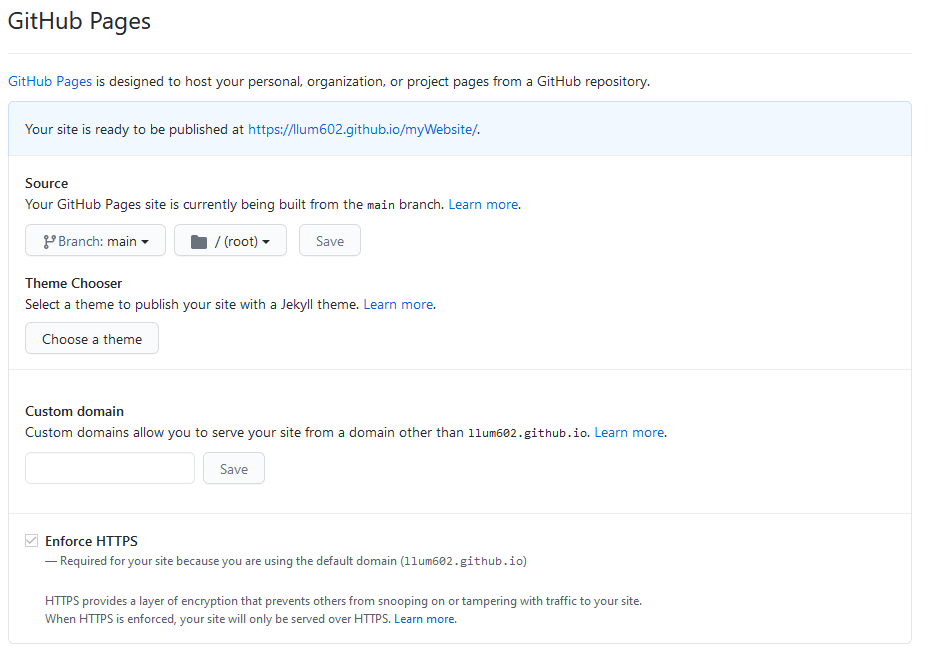 GitHub Pages
GitHub Pages is designed to host your personal, organization, or project pages from a GitHub repository.
Your site is ready to be published at https://llum602.github.io/myWebsite/.
Source
Your GitHub Pages site is currently being built from the main branch. Learn more.
Branch: main / (root) Save
Theme Chooser
Select a theme to publish your site with a Jekyll theme. Learn more.
Choose a theme
Custom domain
Custom domains allow you to serve your site from a domain other than llum602.github.io. Learn more.
Save
Enforce HTTPS
— Required for your site because you are using the default domain (llum602.github.io)
HTTPS provides a layer of encryption that prevents others from snooping on or tampering with traffic to your site.
When HTTPS is enforced, your site will only be served over HTTPS. Learn more.